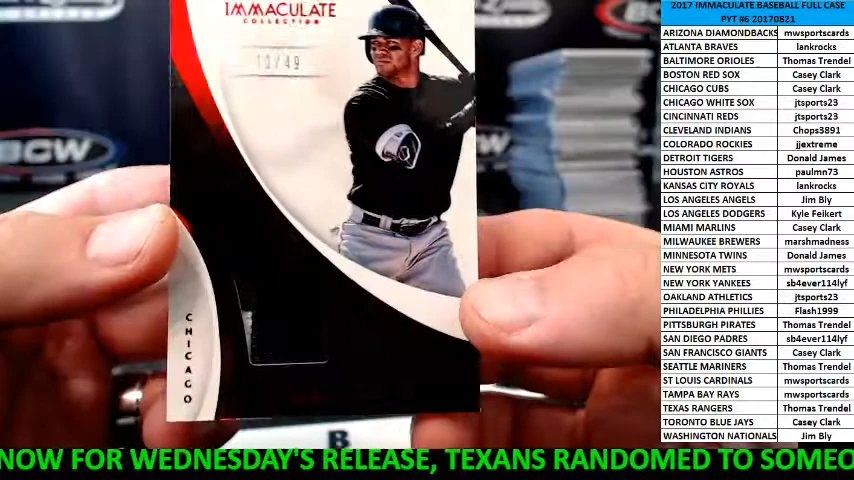 IMMACULATE
COLLECTION
10/49
CHICAGO
BCW
B
2017 IMMACULATE BASEBALL FULL CASE
PYT #6 20170821
ARIZONA DIAMONDBACKS mwsportscards
ATLANTA BRAVES lankrocks
BALTIMORE ORIOLES Thomas Trendel
BOSTON RED SOX Casey Clark
CHICAGO CUBS Casey Clark
CHICAGO WHITE SOX jtsports23
CINCINNATI REDS jtsports23
CLEVELAND INDIANS Chops3891
COLORADO ROCKIES jjextreme
DETROIT TIGERS Donald James
HOUSTON ASTROS paulmn73
KANSAS CITY ROYALS lankrocks
LOS ANGELES ANGELS Jim Bly
LOS ANGELES DODGERS Kyle Feikert
MIAMI MARLINS Casey Clark
MILWAUKEE BREWERS marshmadness
MINNESOTA TWINS Donald James
NEW YORK METS mwsportscards
NEW YORK YANKEES sb4ever114lyf
OAKLAND ATHLETICS jtsports23
PHILADELPHIA PHILLIES Flash1999
PITTSBURGH PIRATES Thomas Trendel
SAN DIEGO PADRES sb4ever114lyf
SAN FRANCISCO GIANTS Casey Clark
SEATTLE MARINERS Thomas Trendel
ST LOUIS CARDINALS mwsportscards
TAMPA BAY RAYS mwsportscards
TEXAS RANGERS Thomas Trendel
TORONTO BLUE JAYS Casey Clark
WASHINGTON NATIONALS Jim Bly
NOW FOR WEDNESDAY'S RELEASE, TEXANS RANDOMED TO SOMEO